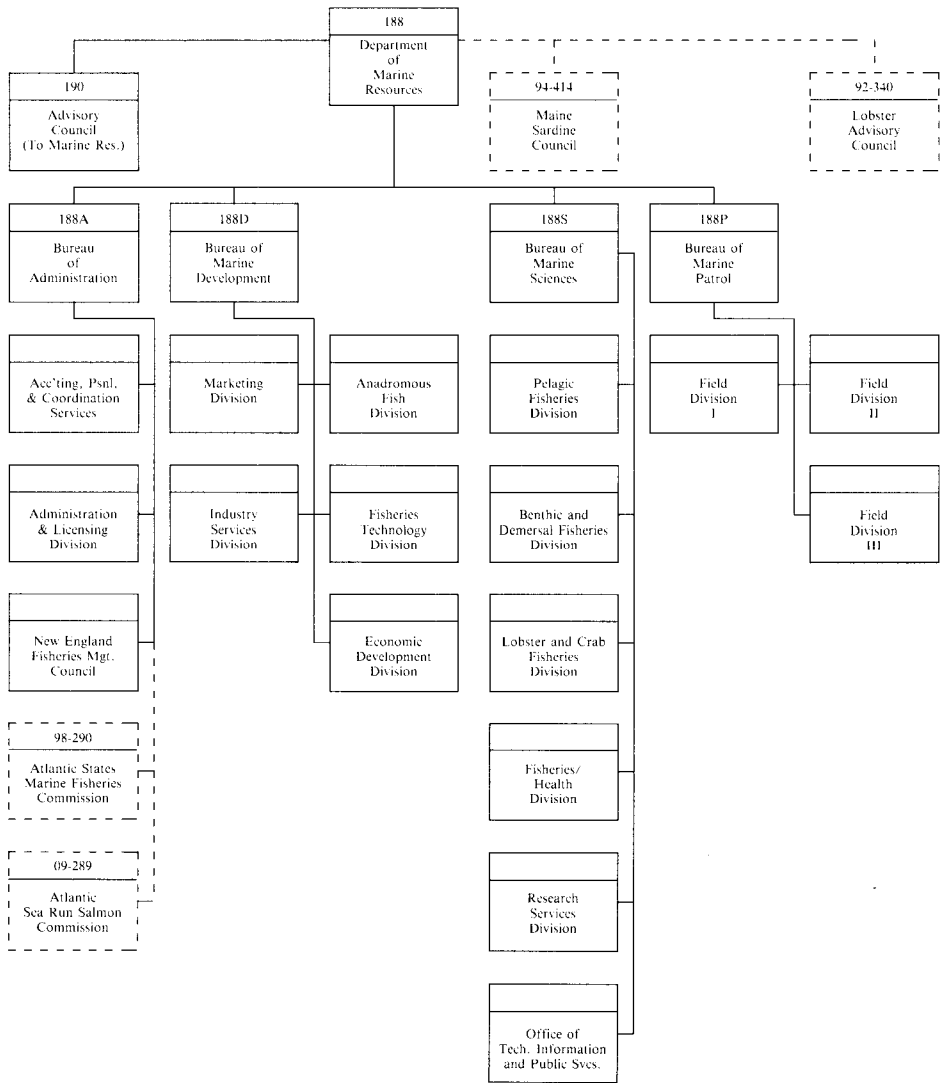 188
Department
of
Marine
Resources
190
Advisory
Council
(To Marine Res.)
94-414
Maine
Sardine
Council
92-340
Lobster
Advisory
Council
188A
Bureau
of
Administration
188D
Bureau of
Marine
Development
188S
Bureau of
Marine
Sciences
188P
Bureau of
Marine
Patrol
Acc'ting, Psnl,
& Coordination
Services
Marketing
Division
Anadromous
Fish
Division
Pelagic
Fisheries
Division
Field
Division
I
Field
Division
II
Administration
& Licensing
Division
Industry
Services
Division
Fisheries
Technology
Division
Benthic and
Demersal Fisheries
Division
Field
Division
III
New England
Fisheries Mgt.
Council
Economic
Development
Division
Lobster and Crab
Fisheries
Division
98-290
Atlantic States
Marine Fisheries
Commission
Fisheries/
Health
Division
09-289
Atlantic
Sea Run Salmon
Commission
Research
Services
Division
Office of
Tech. Information
and Public Svcs.